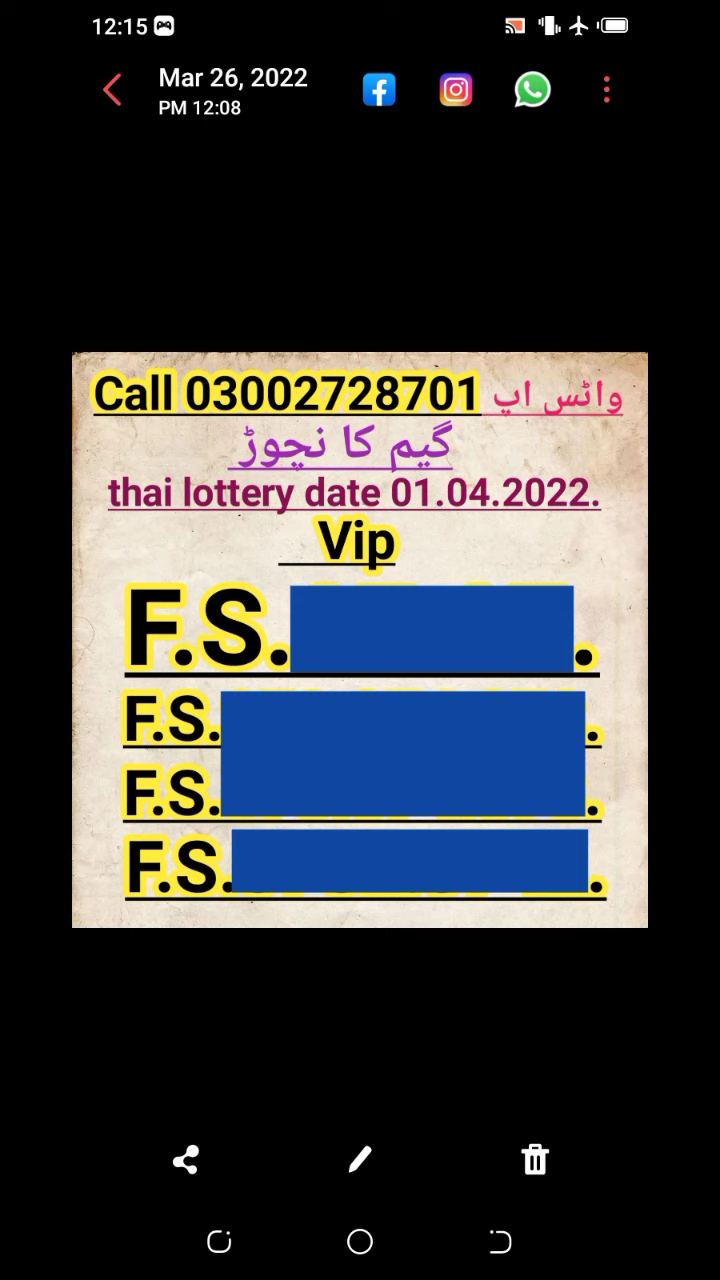 12:15
Mar 26, 2022
PM 12:08
Call 03002728701 واٹس اپ
گیم کا نچوڑ
thai lottery date 01.04.2022.
Vip
F.S. .
F.S. .
F.S. .
F.S. .